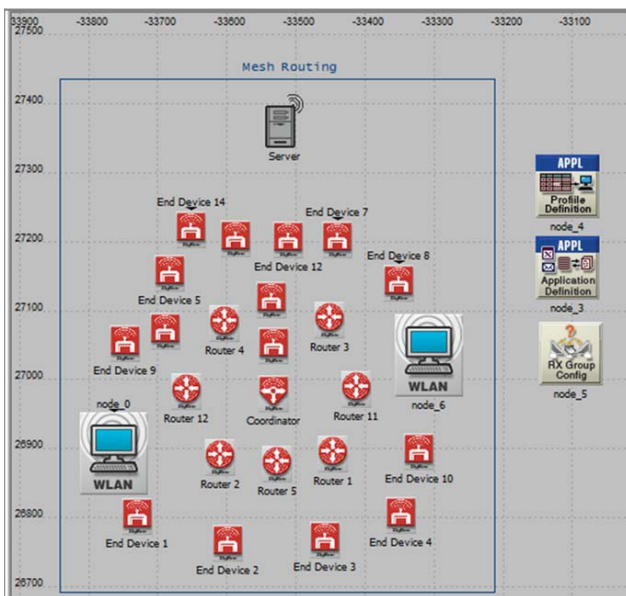 -33900 -33800 -33700 -33600 -33500 -33400 -33300 -33200 -33100
27500
Mesh Routing
27400
Server
27300
APPL
Profile
Definition
node_4
End Device 14
End Device 7
27200
End Device 12
End Device 8
APPL
Application
Definition
node_3
End Device 5
27100
Router 4
Router 3
RX Group
Config
node_5
End Device 9
27000
WLAN
node_6
node_0
Router 12
Coordinator
Router 11
26900
WLAN
Router 2
Router 5
Router 1
End Device 10
26800
End Device 1
End Device 2
End Device 3
End Device 4
26700